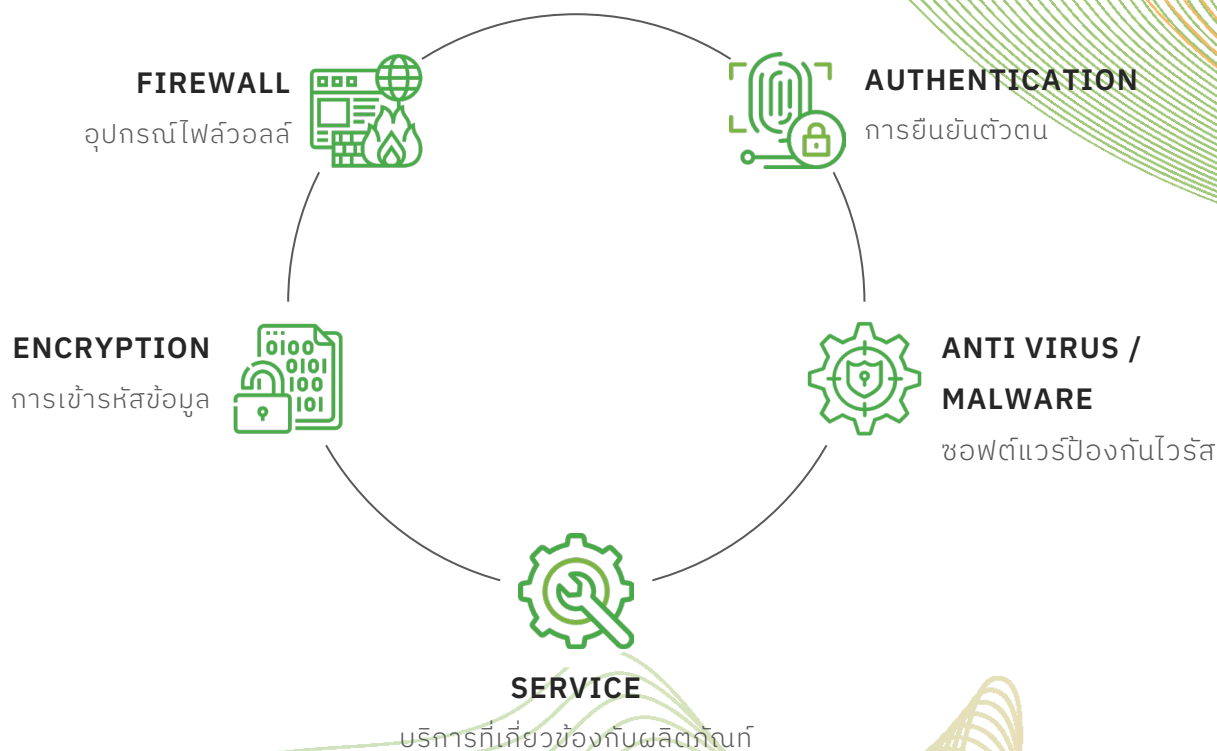 FIREWALL
อุปกรณ์ไฟล์วอลล์
AUTHENTICATION
การยืนยันตัวตน
ENCRYPTION
การเข้ารหัสข้อมูล
0100
0101
100
101
ANTI VIRUS /
MALWARE
ซอฟต์แวร์ป้องกันไวรัส
SERVICE
บริการที่เกี่ยวข้องกับผลิตภัณฑ์